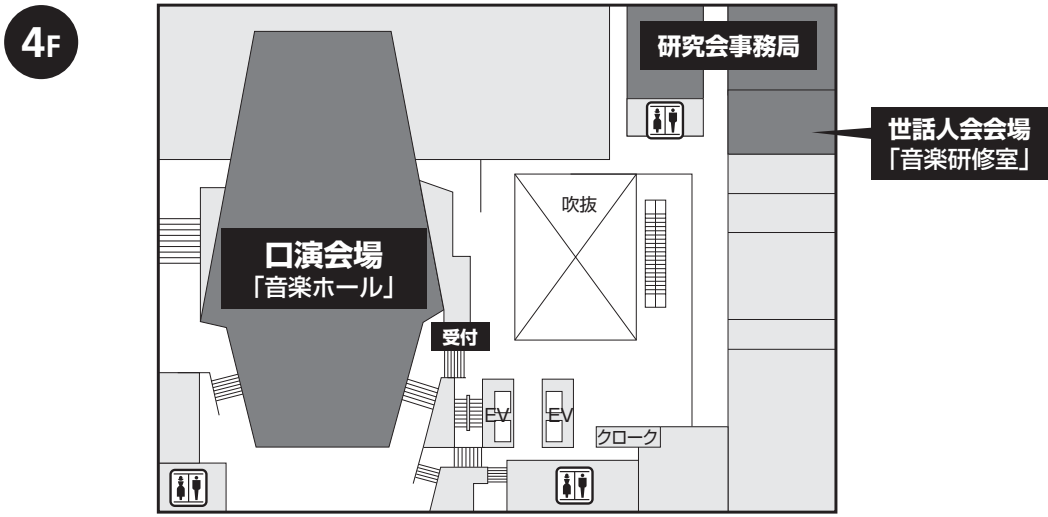 4F
研究会事務局
世話人会会場
「音楽研修室」
吹抜
口演会場
「音楽ホール」
受付
EV
EV
クローク